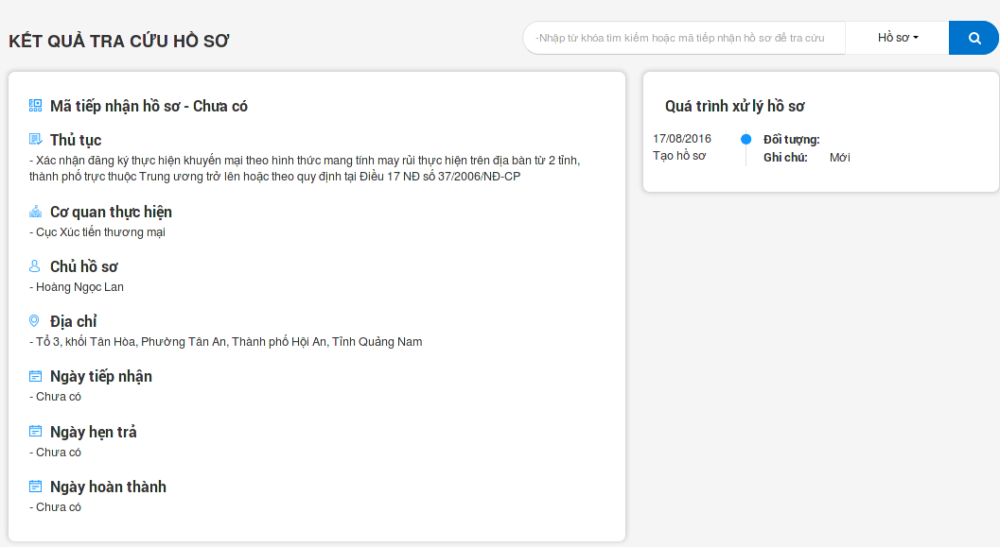 KẾT QUẢ TRA CỨU HỒ SƠ
-Nhập từ khóa tìm kiếm hoặc mã tiếp nhận hồ sơ để tra cứu
Hồ sơ
Mã tiếp nhận hồ sơ - Chưa có
Thủ tục
- Xác nhận đăng ký thực hiện khuyến mại theo hình thức mang tính may rủi thực hiện trên địa bàn từ 2 tỉnh,
thành phố trực thuộc Trung ương trở lên hoặc theo quy định tại Điều 17 NĐ số 37/2006/NĐ-CP
Cơ quan thực hiện
- Cục Xúc tiến thương mại
Chủ hồ sơ
- Hoàng Ngọc Lan
Địa chỉ
- Tổ 3, khối Tân Hòa, Phường Tân An, Thành phố Hội An, Tỉnh Quảng Nam
Ngày tiếp nhận
- Chưa có
Ngày hẹn trả
- Chưa có
Ngày hoàn thành
- Chưa có
Quá trình xử lý hồ sơ
17/08/2016
Tạo hồ sơ
Đối tượng:
Ghi chú: Mới